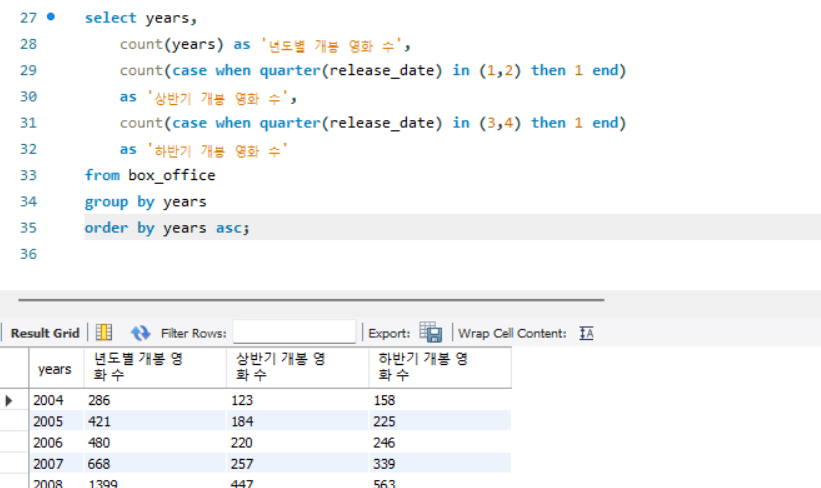 27 select years,
28 count(years) as '년도별 개봉 영화 수',
29 count(case when quarter(release_date) in (1,2) then 1 end)
30 as '상반기 개봉 영화 수',
31 count(case when quarter(release_date) in (3,4) then 1 end)
32 as '하반기 개봉 영화 수'
33 from box_office
34 group by years
35 order by years asc;
36
Result Grid Filter Rows: Export: Wrap Cell Content: IA
years 년도별 개봉 영화 수 상반기 개봉 영화 수 하반기 개봉 영화 수
2004 286 123 158
2005 421 184 225
2006 480 220 246
2007 668 257 339
2008 1399 447 563